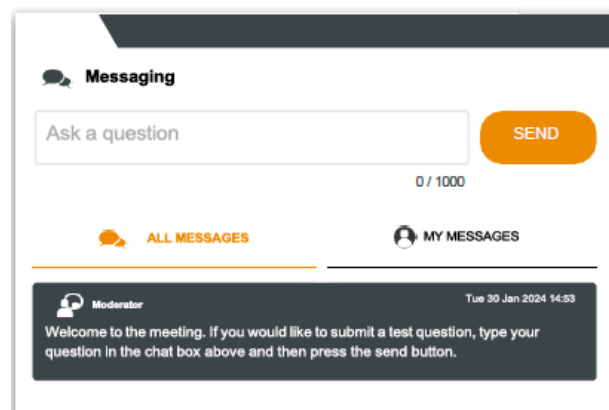 Messaging
Ask a question
SEND
0 / 1000
ALL MESSAGES
MY MESSAGES
Moderator
Tue 30 Jan 2024 14:53
Welcome to the meeting. If you would like to submit a test question, type your
question in the chat box above and then press the send button.